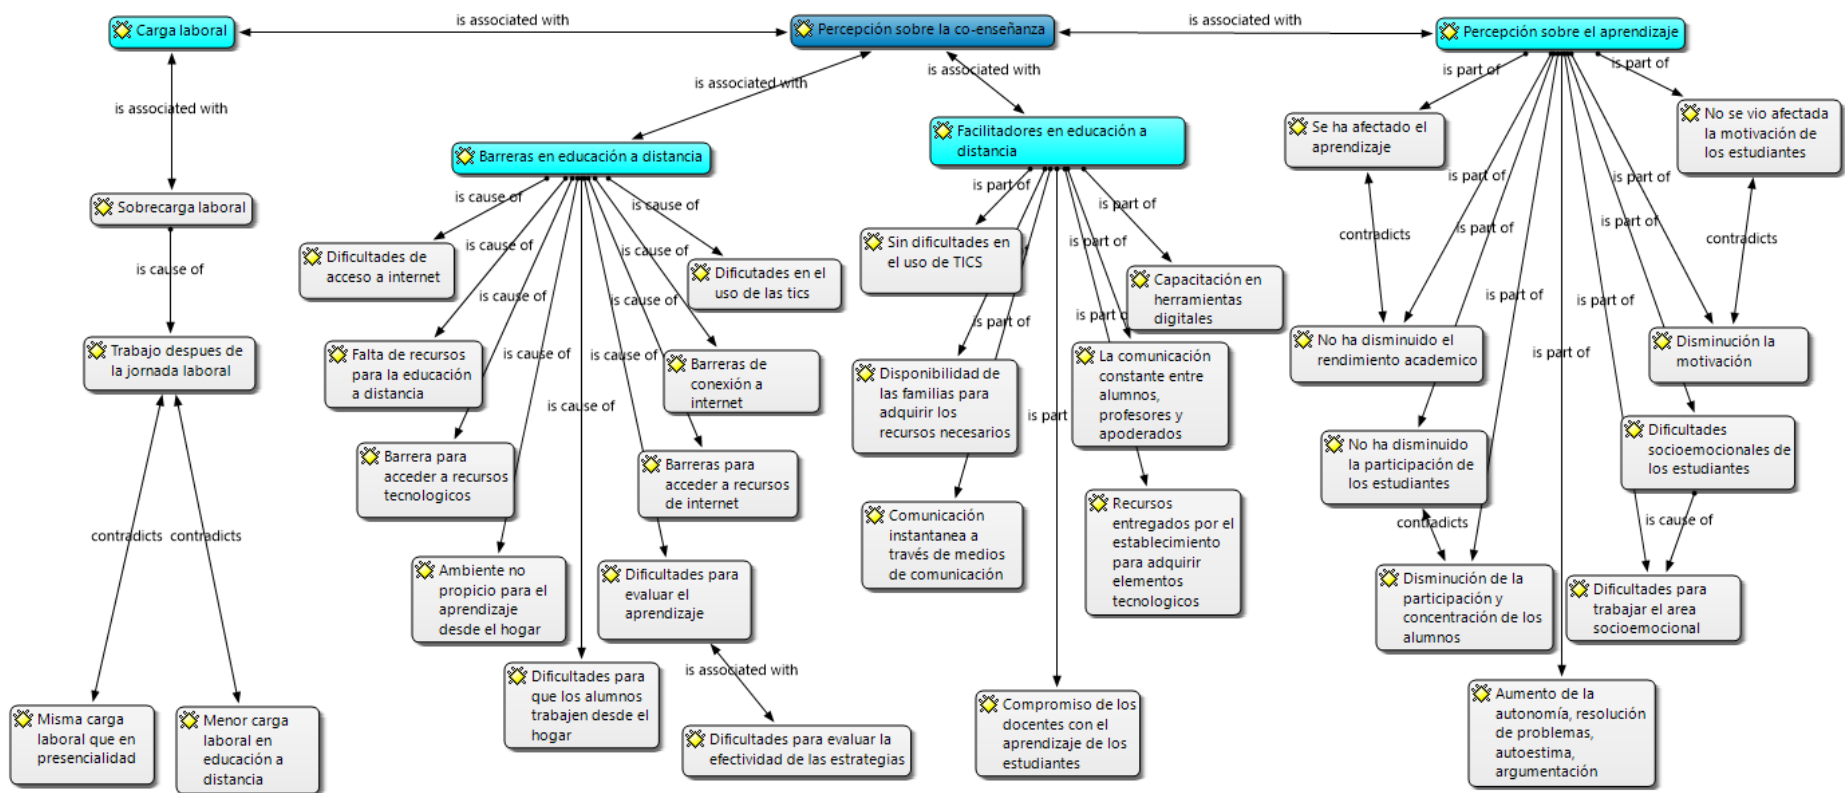 Carga laboral
is associated with
Percepción sobre la co-enseñanza
is associated with
Percepción sobre el aprendizaje
is associated with
is associated with
is associated with
is part of
is part of
Barreras en educación a distancia
Facilitadores en educación a
distancia
Se ha afectado el
aprendizaje
No se vio afectada
la motivación de
los estudiantes
Sobrecarga laboral
is cause of
is cause of
is cause of
is cause of
is cause of
is cause of
is cause of
is cause of
is cause of
is cause of
Dificultades de
acceso a internet
Dificutades en el
uso de las tics
is part of
is part of
is part of
is part of
is part of
is part o
is part
Sin dificultades en
el uso de TICS
Capacitación en
herramientas
digitales
contradicts
is part of
is part of
is part of
is part of
is part of
is part of
contradicts
Trabajo despues de
la jornada laboral
Falta de recursos
para la educación
a distancia
Barreras de
conexión a
internet
Disponibilidad de
las familias para
adquirir los
recursos necesarios
La comunicación
constante entre
alumnos,
profesores y
apoderados
No ha disminuido el
rendimiento academico
Disminución la
motivación
Barrera para
acceder a recursos
tecnologicos
Barreras para
acceder a recursos
de internet
No ha disminuido
la participación de
los estudiantes
Dificultades
socioemocionales de
los estudiantes
contradicts
contradicts
Comunicación
instantanea a
través de medios
de comunicación
Recursos
entregados por el
establecimiento
para adquirir
elementos
tecnologicos
contradicts
is cause of
Ambiente no
propicio para el
aprendizaje
desde el hogar
Dificultades para
evaluar el
aprendizaje
Disminución de la
participación y
concentración de los
alumnos
Dificultades para
trabajar el area
socioemocional
is associated with
Misma carga
laboral que en
presencialidad
Menor carga
laboral en
educación a
distancia
Dificultades para
que los alumnos
trabajen desde el
hogar
Dificultades para evaluar la
efectividad de las estrategias
Compromiso de los
docentes con el
aprendizaje de los
estudiantes
Aumento de la
autonomía, resolución
de problemas,
autoestima,
argumentación